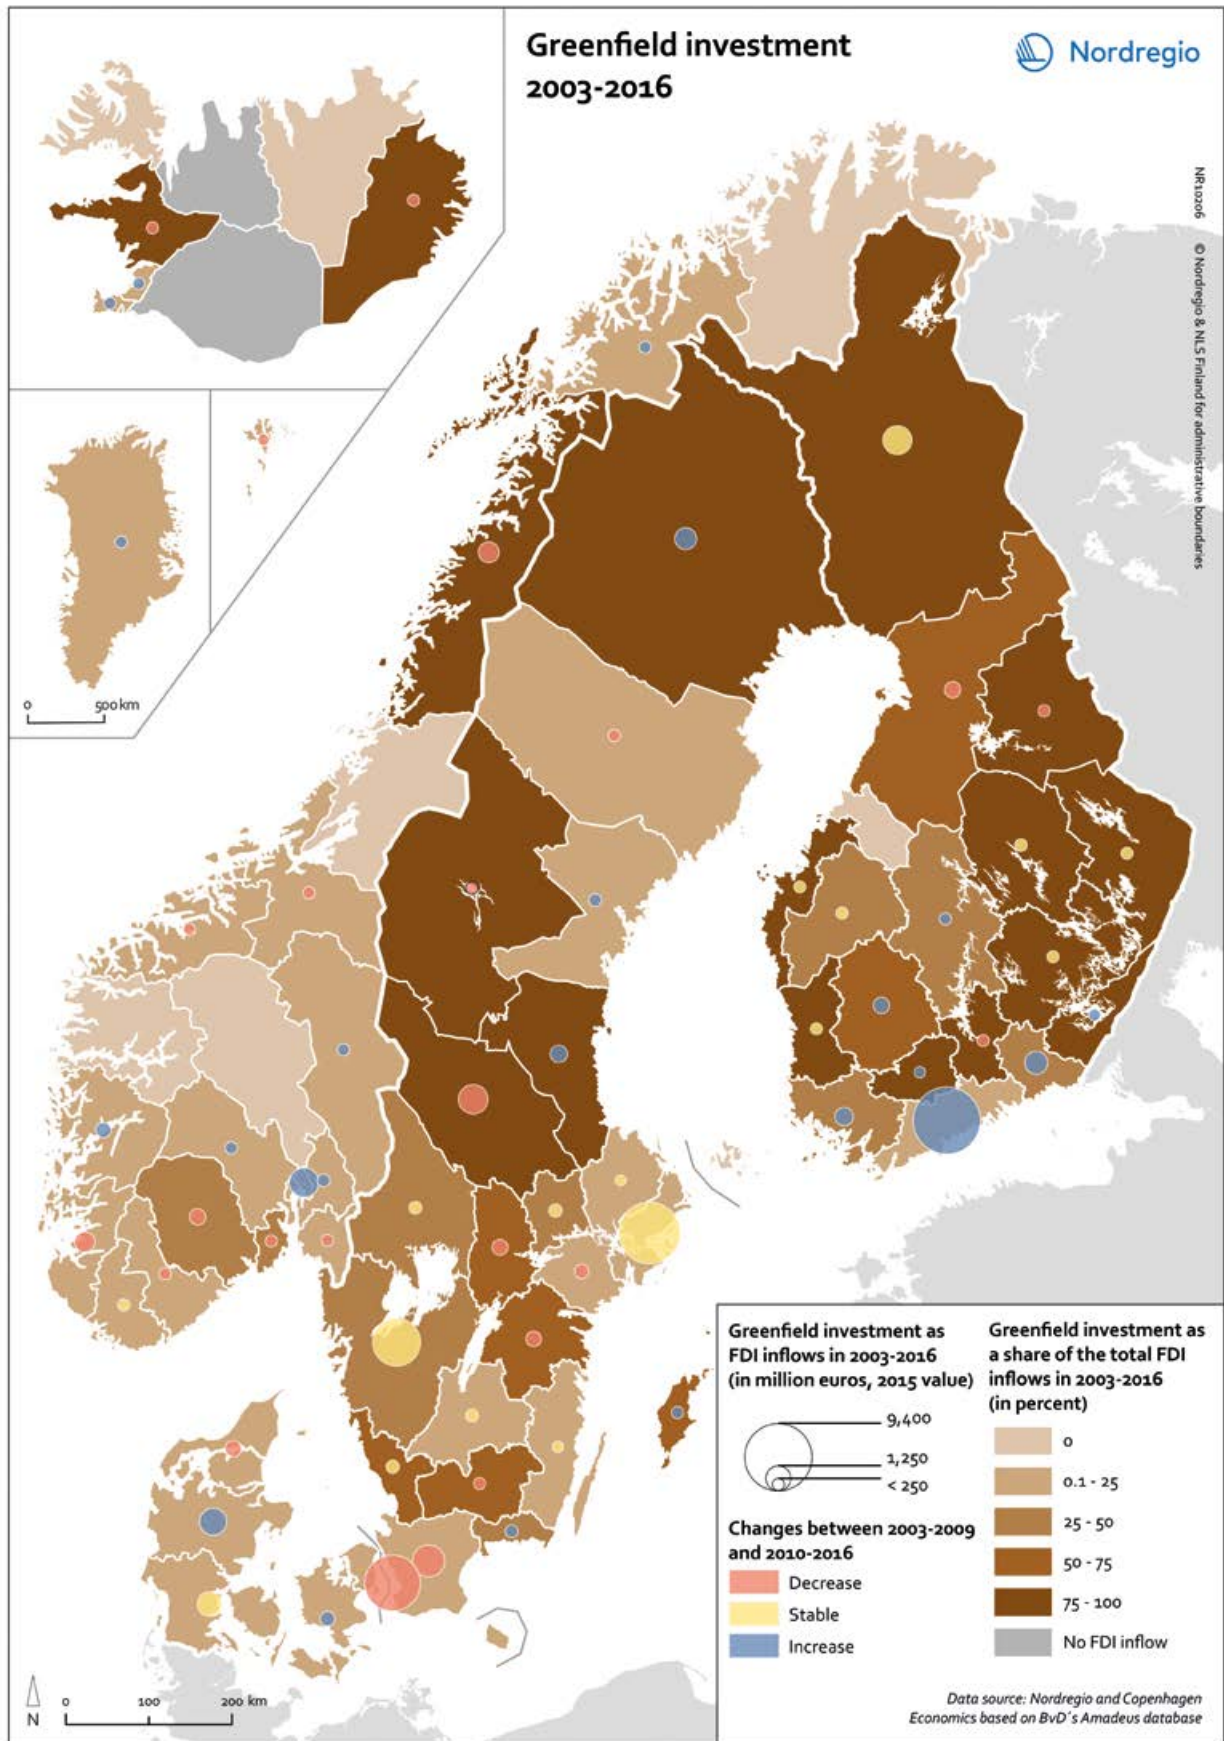 Greenfield investment
2003-2016
Nordregio
NR10206 © Nordregio & NLS Finland for administrative boundaries
0 500 km
Greenfield investment as
FDI inflows in 2003-2016
(in million euros, 2015 value)
9,400
1,250
< 250
Changes between 2003-2009
and 2010-2016
Decrease
Stable
Increase
Greenfield investment as
a share of the total FDI
inflows in 2003-2016
(in percent)
0
0.1 - 25
25 - 50
50 - 75
75 - 100
No FDI inflow
N
0 100 200 km
Data source: Nordregio and Copenhagen
Economics based on BvD´s Amadeus database